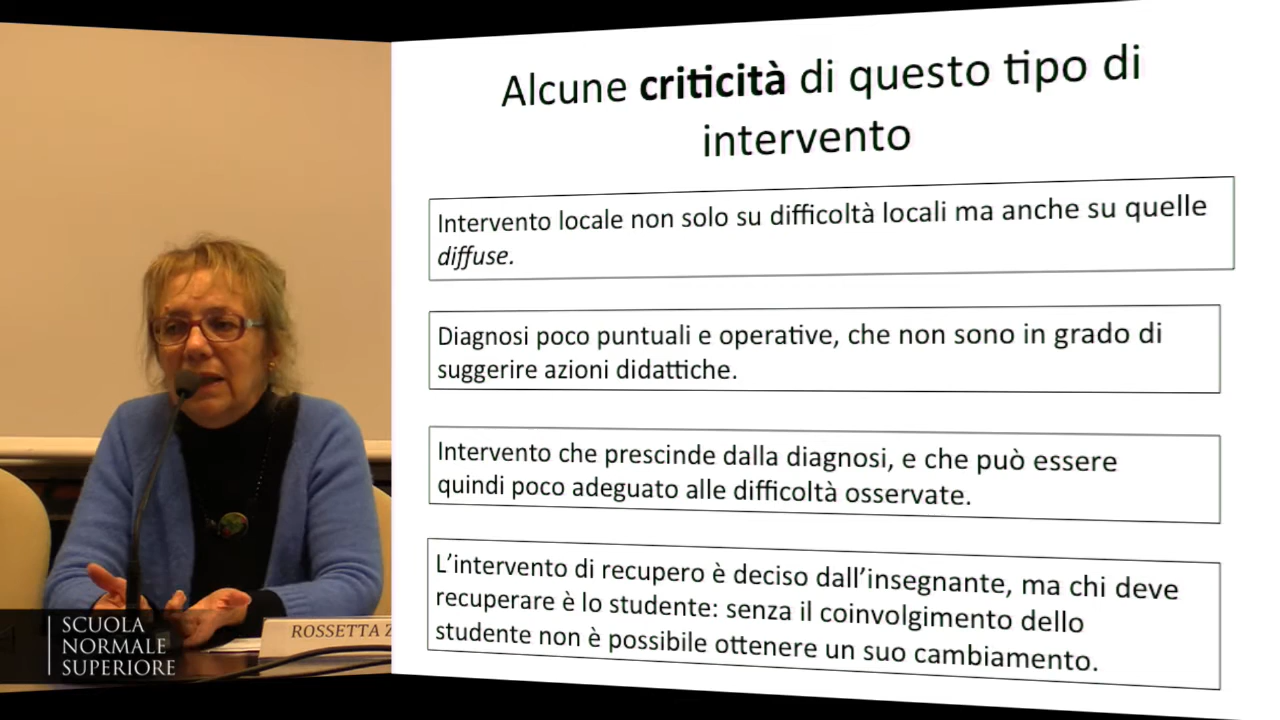 Alcune criticità di questo tipo di
intervento
Intervento locale non solo su difficoltà locali ma anche su quelle
diffuse.
Diagnosi poco puntuali e operative, che non sono in grado di
suggerire azioni didattiche.
Intervento che prescinde dalla diagnosi, e che può essere
quindi poco adeguato alle difficoltà osservate.
L’intervento di recupero è deciso dall’insegnante, ma chi deve
recuperare è lo studente: senza il coinvolgimento dello
studente non è possibile ottenere un suo cambiamento.
ROSSETTA Z
SCUOLA
NORMALE
SUPERIORE